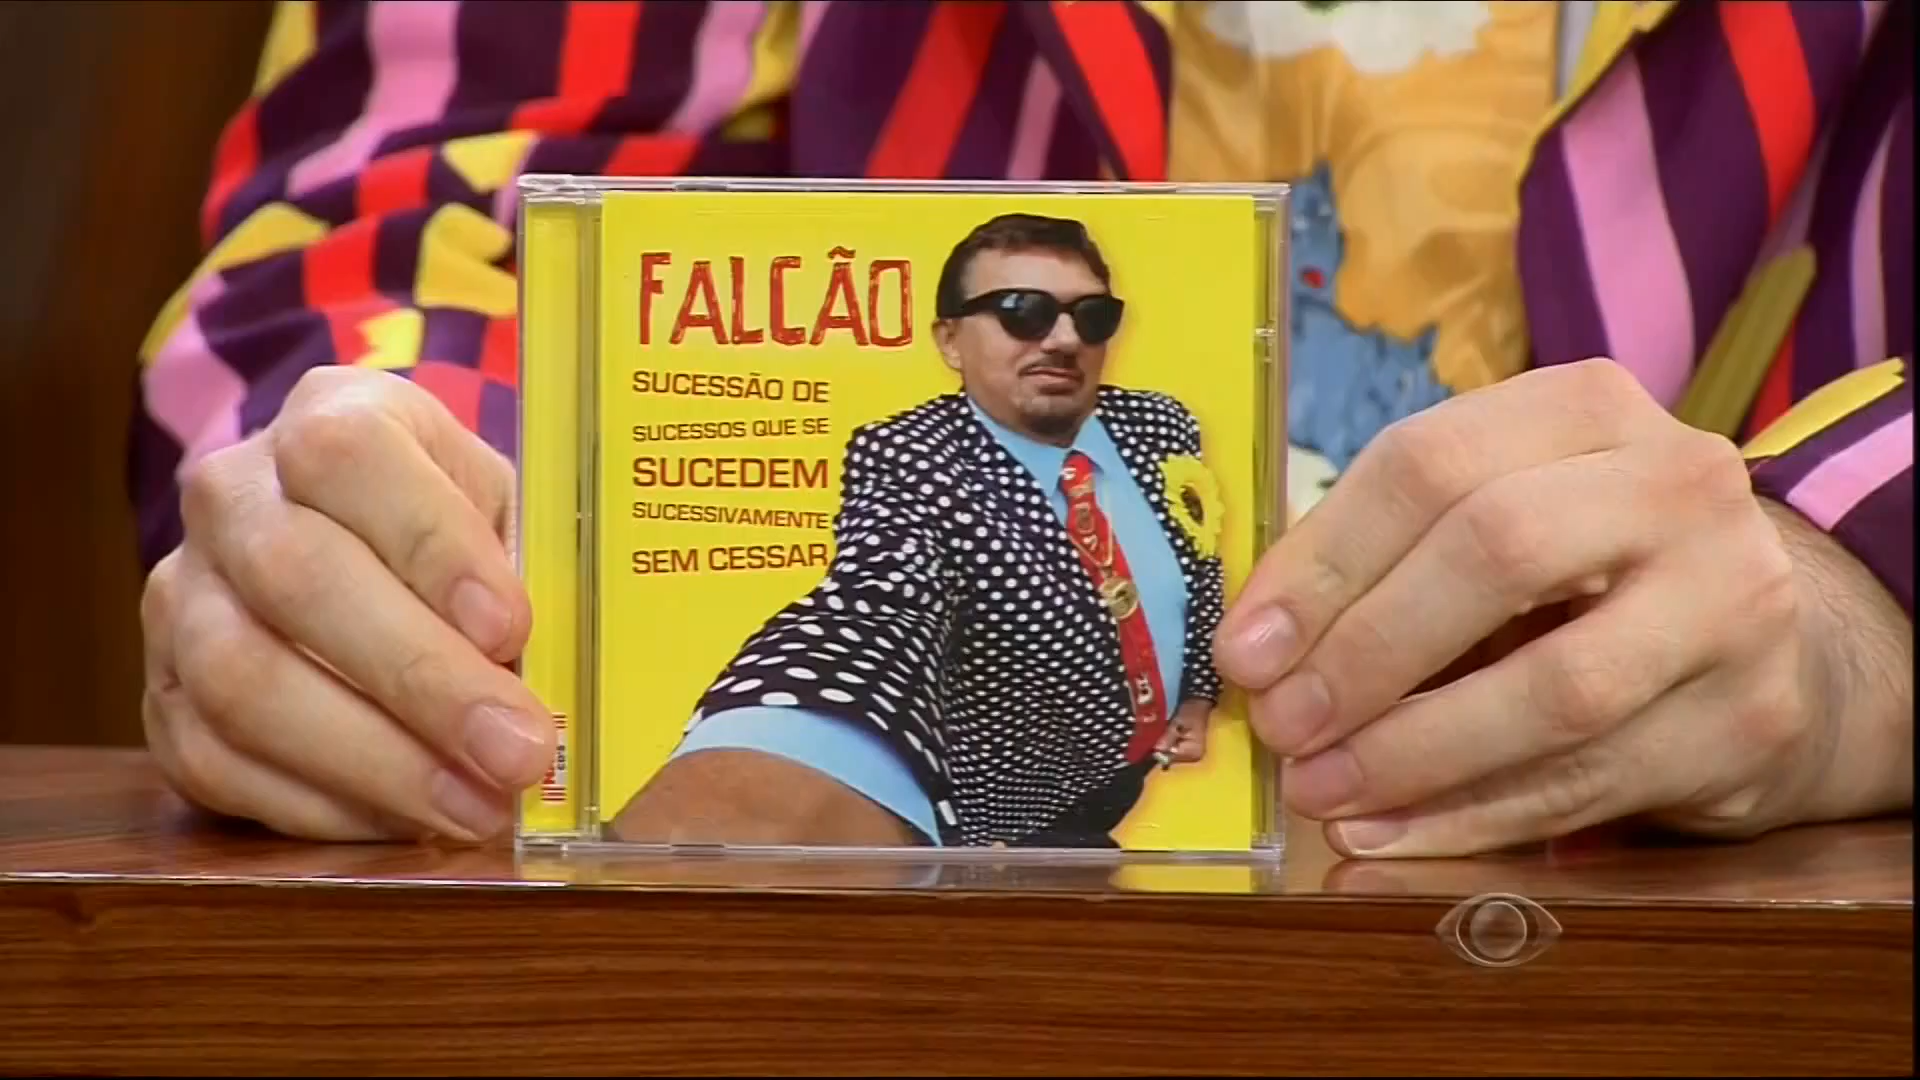 FALCÃO
SUCESSÃO DE
SUCESSOS QUE SE
SUCEDEM
SUCESSIVAMENTE
SEM CESSAR